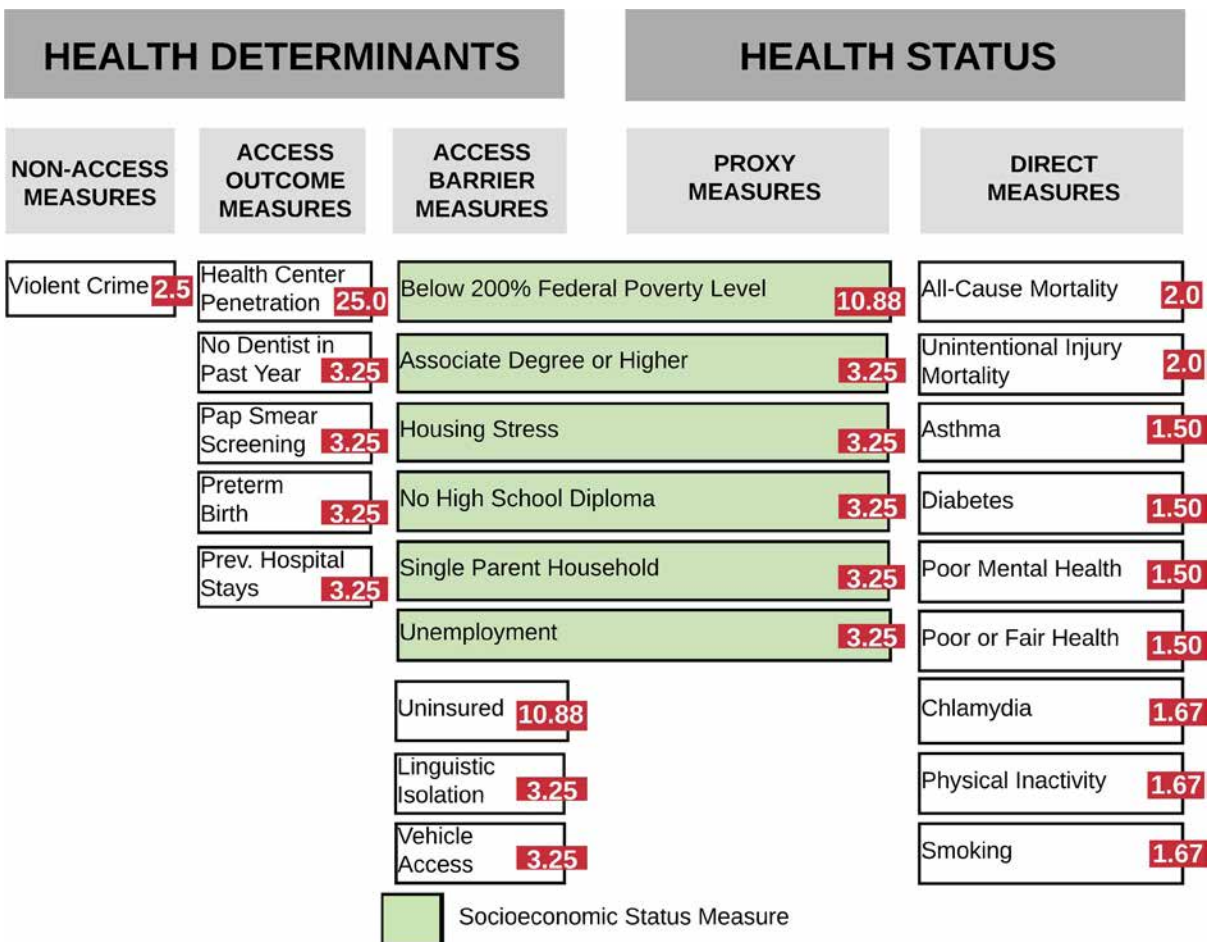 HEALTH DETERMINANTS
HEALTH STATUS
NON-ACCESS
MEASURES
ACCESS
OUTCOME
MEASURES
ACCESS
BARRIER
MEASURES
PROXY
MEASURES
DIRECT
MEASURES
Violent Crime 2.5
Health Center
Penetration 25.0
No Dentist in
Past Year 3.25
Pap Smear
Screening 3.25
Preterm
Birth 3.25
Prev. Hospital
Stays 3.25
Below 200% Federal Poverty Level 10.88
Associate Degree or Higher 3.25
Housing Stress 3.25
No High School Diploma 3.25
Single Parent Household 3.25
Unemployment 3.25
Uninsured 10.88
Linguistic
Isolation 3.25
Vehicle
Access 3.25
All-Cause Mortality 2.0
Unintentional Injury
Mortality 2.0
Asthma 1.50
Diabetes 1.50
Poor Mental Health 1.50
Poor or Fair Health 1.50
Chlamydia 1.67
Physical Inactivity 1.67
Smoking 1.67
Socioeconomic Status Measure